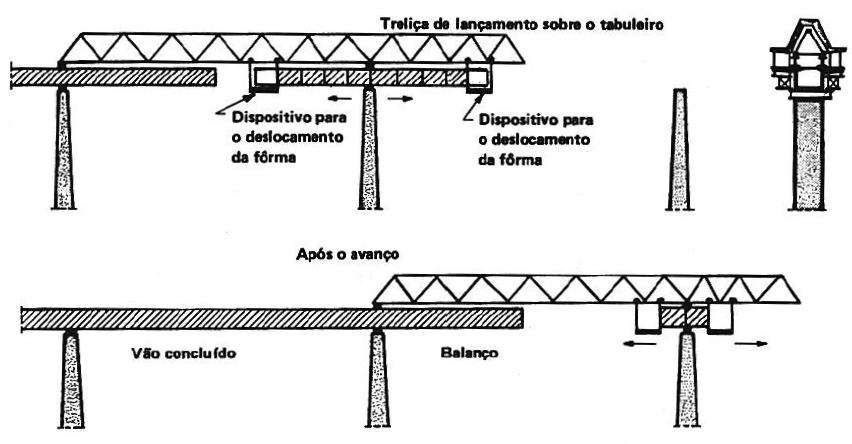 Treliça de lançamento sobre o tabuleiro
Dispositivo para
o deslocamento
da fôrma
Dispositivo para
o deslocamento
da fôrma
Após o avanço
Vão concluído
Balanço